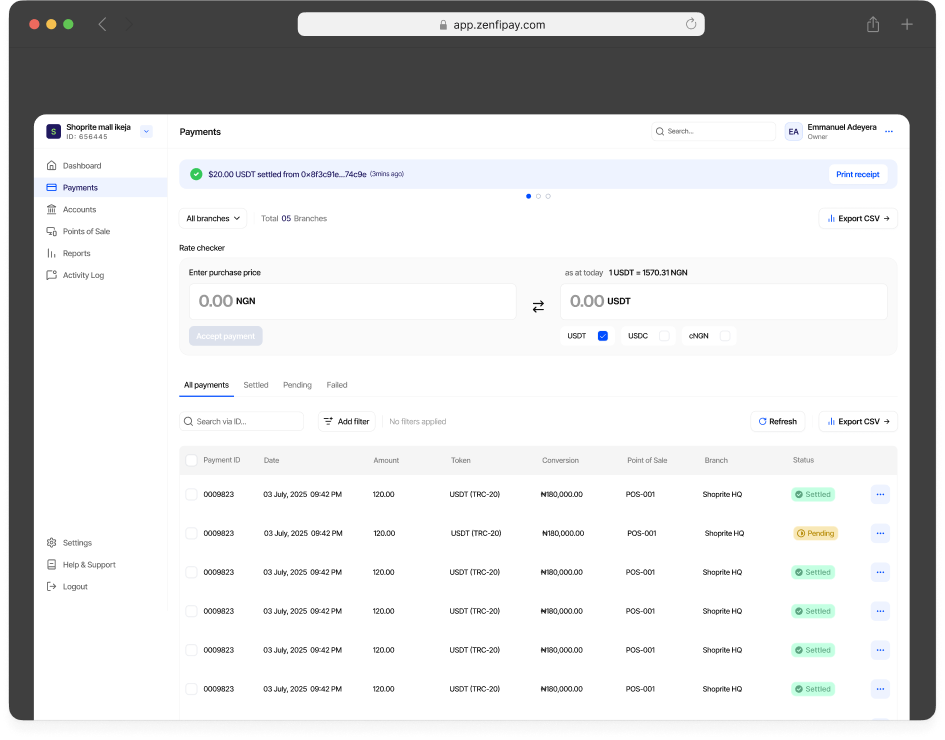 app.zenfipay.com
S Shoprite mall ikeja
ID: 656445
Payments
Search...
EA Emmanuel Adeyera
Owner
Dashboard
Payments
Accounts
Points of Sale
Reports
Activity Log
Settings
Help & Support
Logout
$20.00 USDT settled from 0x8f3c91e...74c9e (3mins ago) Print receipt
All branches Total 05 Branches Export CSV
Rate checker
Enter purchase price as at today 1 USDT = 1570.31 NGN
0.00 NGN 0.00 USDT
Accept payment USDT USDC cNGN
All payments Settled Pending Failed
Search via ID... Add filter No filters applied Refresh Export CSV
Payment ID Date Amount Token Conversion Point of Sale Branch Status
0009823 03 July, 2025 09:42 PM 120.00 USDT (TRC-20) ₦180,000.00 POS-001 Shoprite HQ Settled
0009823 03 July, 2025 09:42 PM 120.00 USDT (TRC-20) ₦180,000.00 POS-001 Shoprite HQ Pending
0009823 03 July, 2025 09:42 PM 120.00 USDT (TRC-20) ₦180,000.00 POS-001 Shoprite HQ Settled
0009823 03 July, 2025 09:42 PM 120.00 USDT (TRC-20) ₦180,000.00 POS-001 Shoprite HQ Settled
0009823 03 July, 2025 09:42 PM 120.00 USDT (TRC-20) ₦180,000.00 POS-001 Shoprite HQ Settled
0009823 03 July, 2025 09:42 PM 120.00 USDT (TRC-20) ₦180,000.00 POS-001 Shoprite HQ Settled